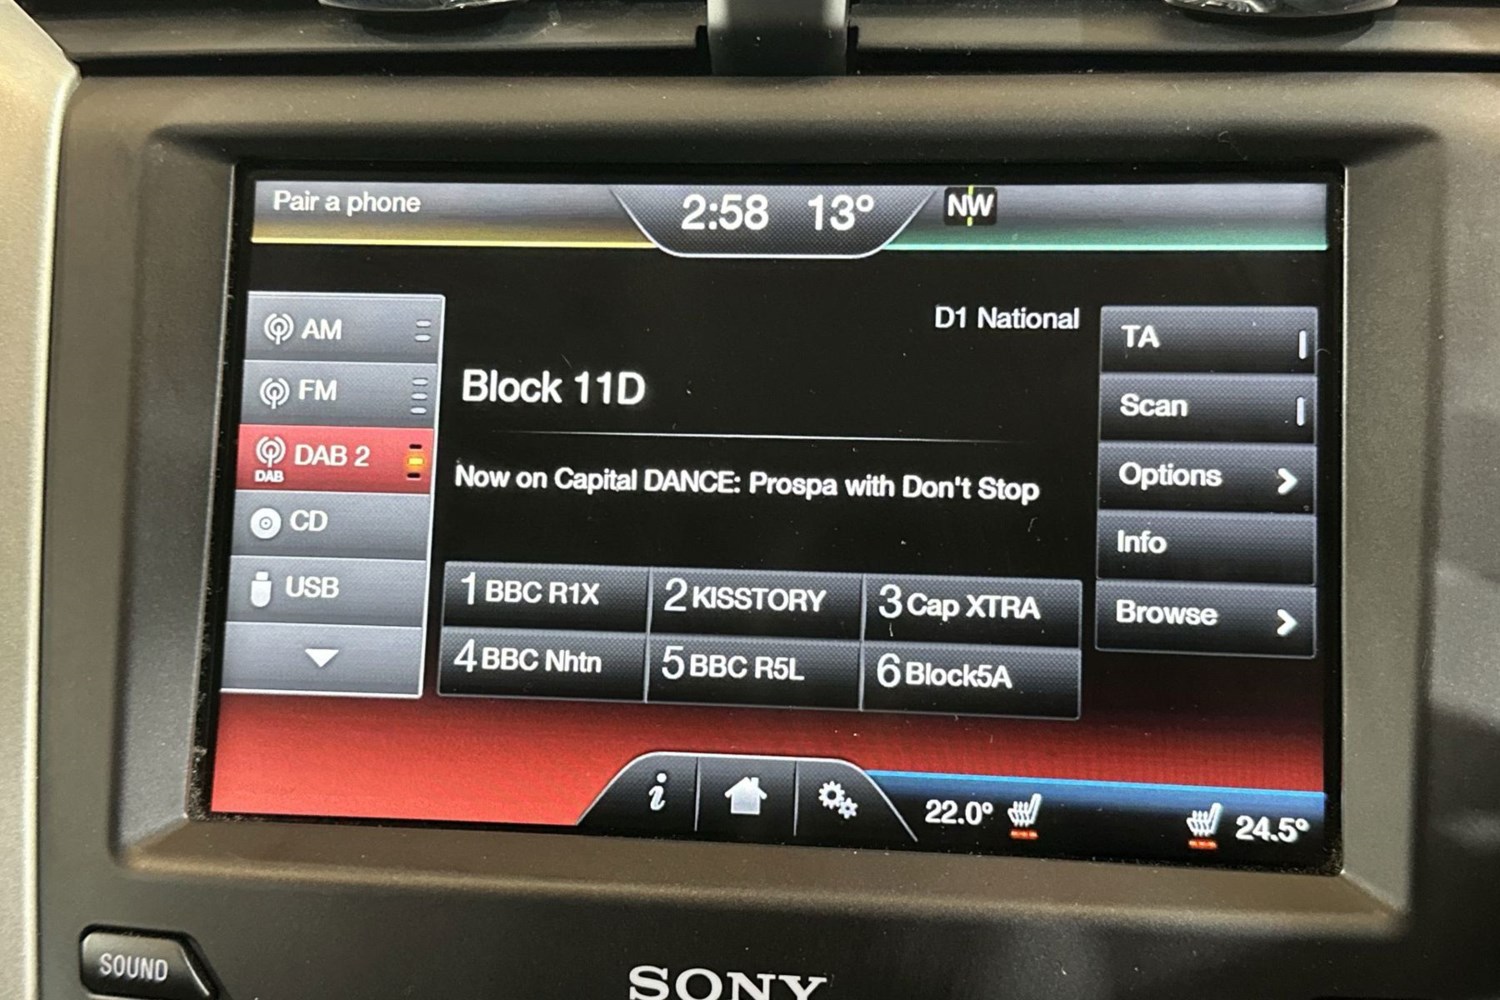 Pair a phone
2:58 13° NW
AM
FM
DAB DAB 2
CD
USB
D1 National
Block 11D
Now on Capital DANCE: Prospa with Don't Stop
1 BBC R1X
2 KISSTORY
3 Cap XTRA
4 BBC Nhtn
5 BBC R5L
6 Block5A
TA
Scan
Options
Info
Browse
i
22.0° 24.5°
SOUND
SONY